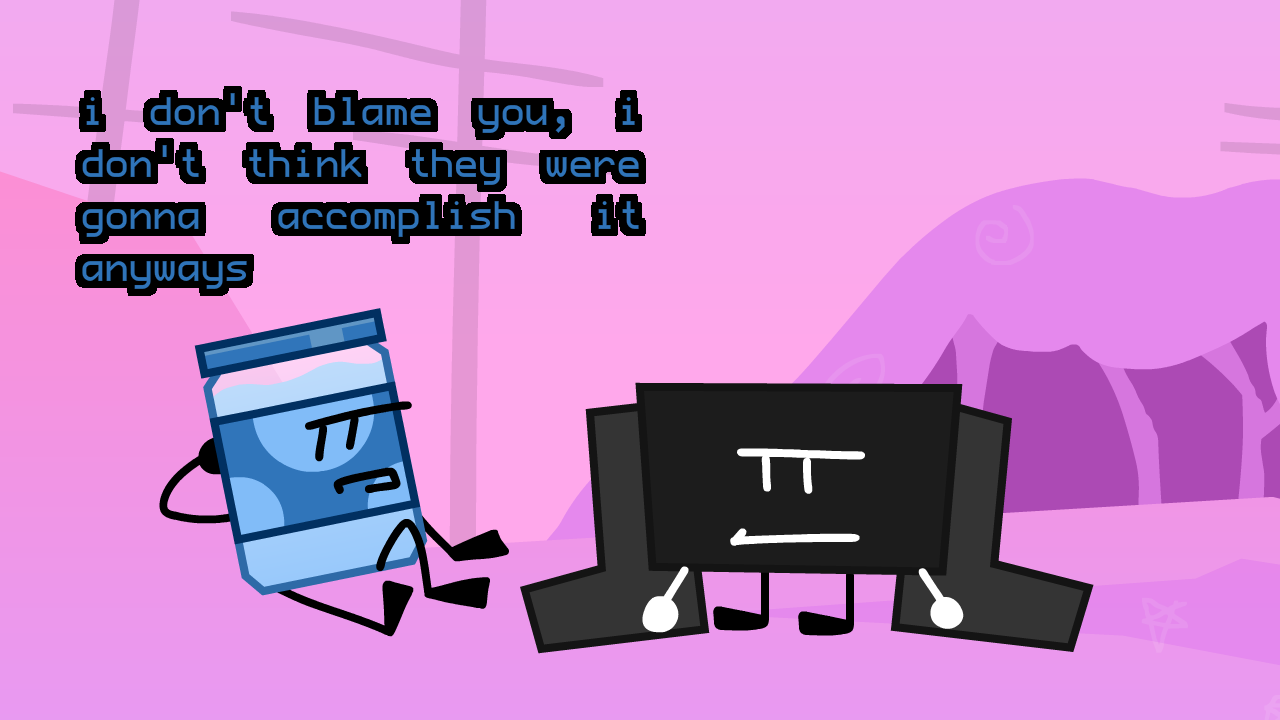 i don't blame you, i
don't think they were
gonna accomplish it
anyways